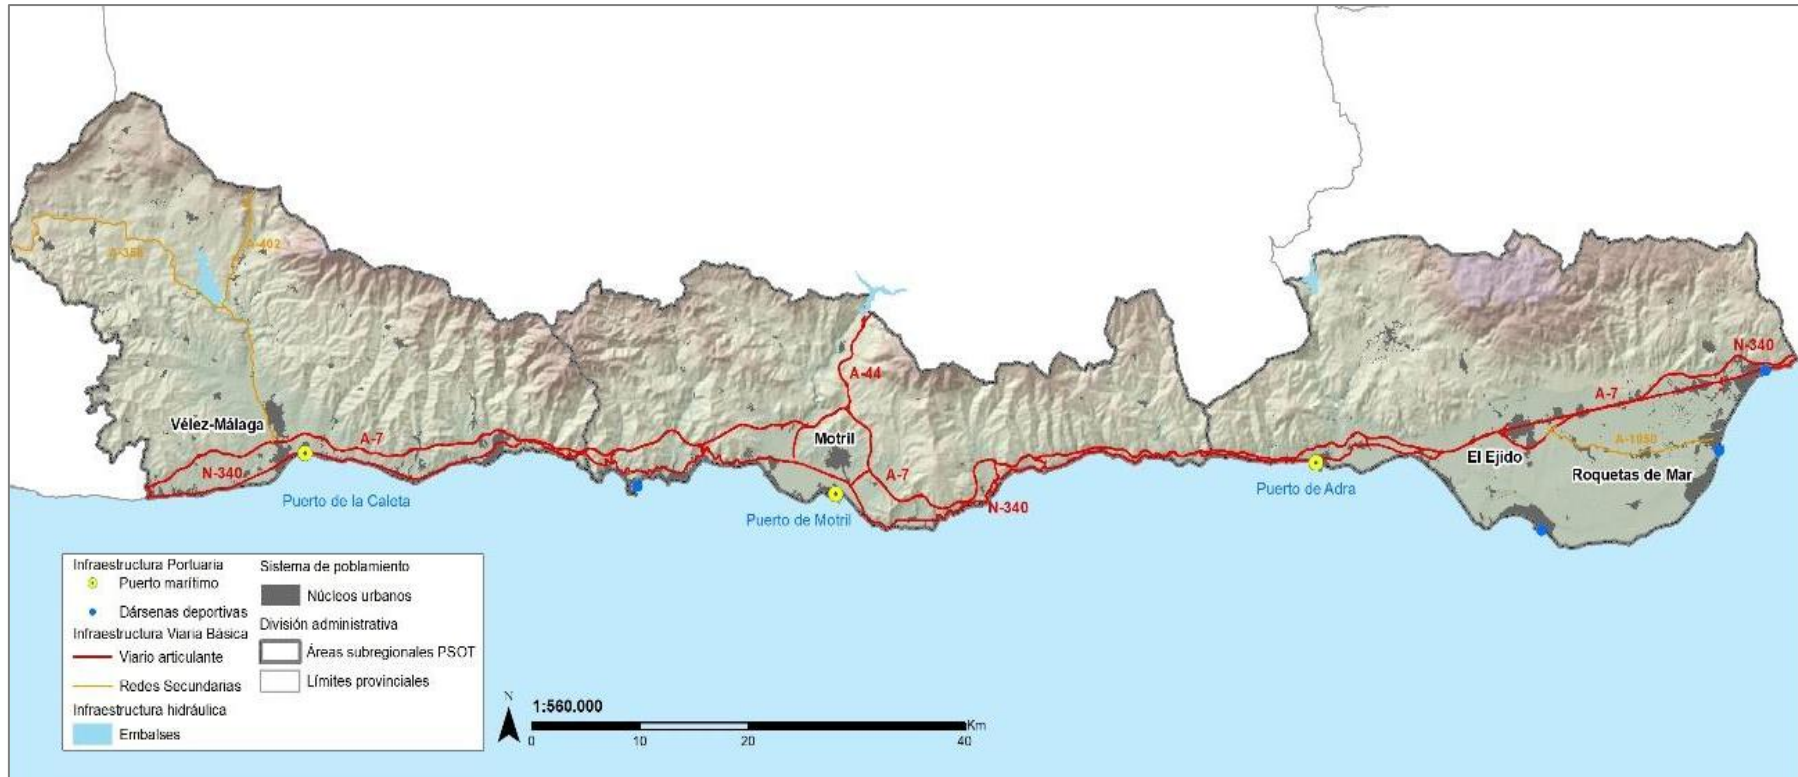 A-402
A-356
N-340
A-44
A-7
Vélez-Málaga
A-7
Motril
A-1050
El Ejido
N-340
A-7
Roquetas de Mar
Puerto de la Caleta
Puerto de Motril
N-340
Puerto de Adra
Infraestructura Portuaria
Puerto marítimo
Dársenas deportivas
Infraestructura Viaria Básica
Viario articulante
Redes Secundarias
Infraestructura hidráulica
Embalses
Sistema de poblamiento
Núcleos urbanos
División administrativa
Áreas subregionales PSOT
Límites provinciales
N
1:560.000
Km
0 10 20 40